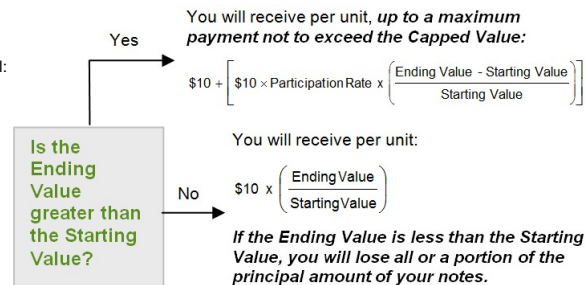 You will receive per unit, up to a maximum
payment not to exceed the Capped Value:
Yes
$10 + [ $10 × Participation Rate x ( Ending Value - Starting Value
Starting Value ) ]
Is the
Ending
Value
greater than
the Starting
Value?
No
You will receive per unit:
$10 x ( Ending Value
Starting Value )
If the Ending Value is less than the Starting
Value, you will lose all or a portion of the
principal amount of your notes.